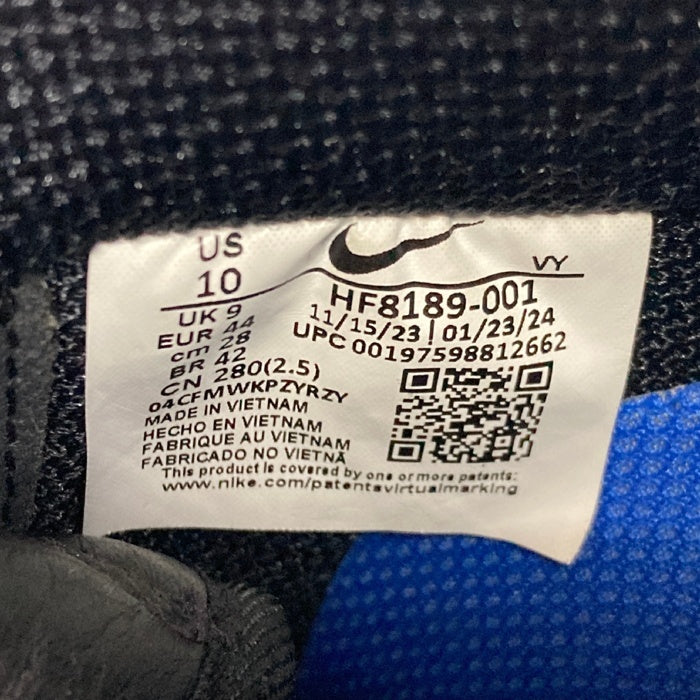 US
10
VY
UK 9
EUR 44
cm 28
BR 42
CN 280(2.5)
04CFMWKPZYRZY
MADE IN VIETNAM
HECHO EN VIETNAM
FABRIQUE AU VIETNAM
FABRICADO NO VIETNÃ
HF8189-001
11/15/23 | 01/23/24
UPC 00197598812662
This product is covered by one or more patents:
www.nike.com/patentsvirtualmarking